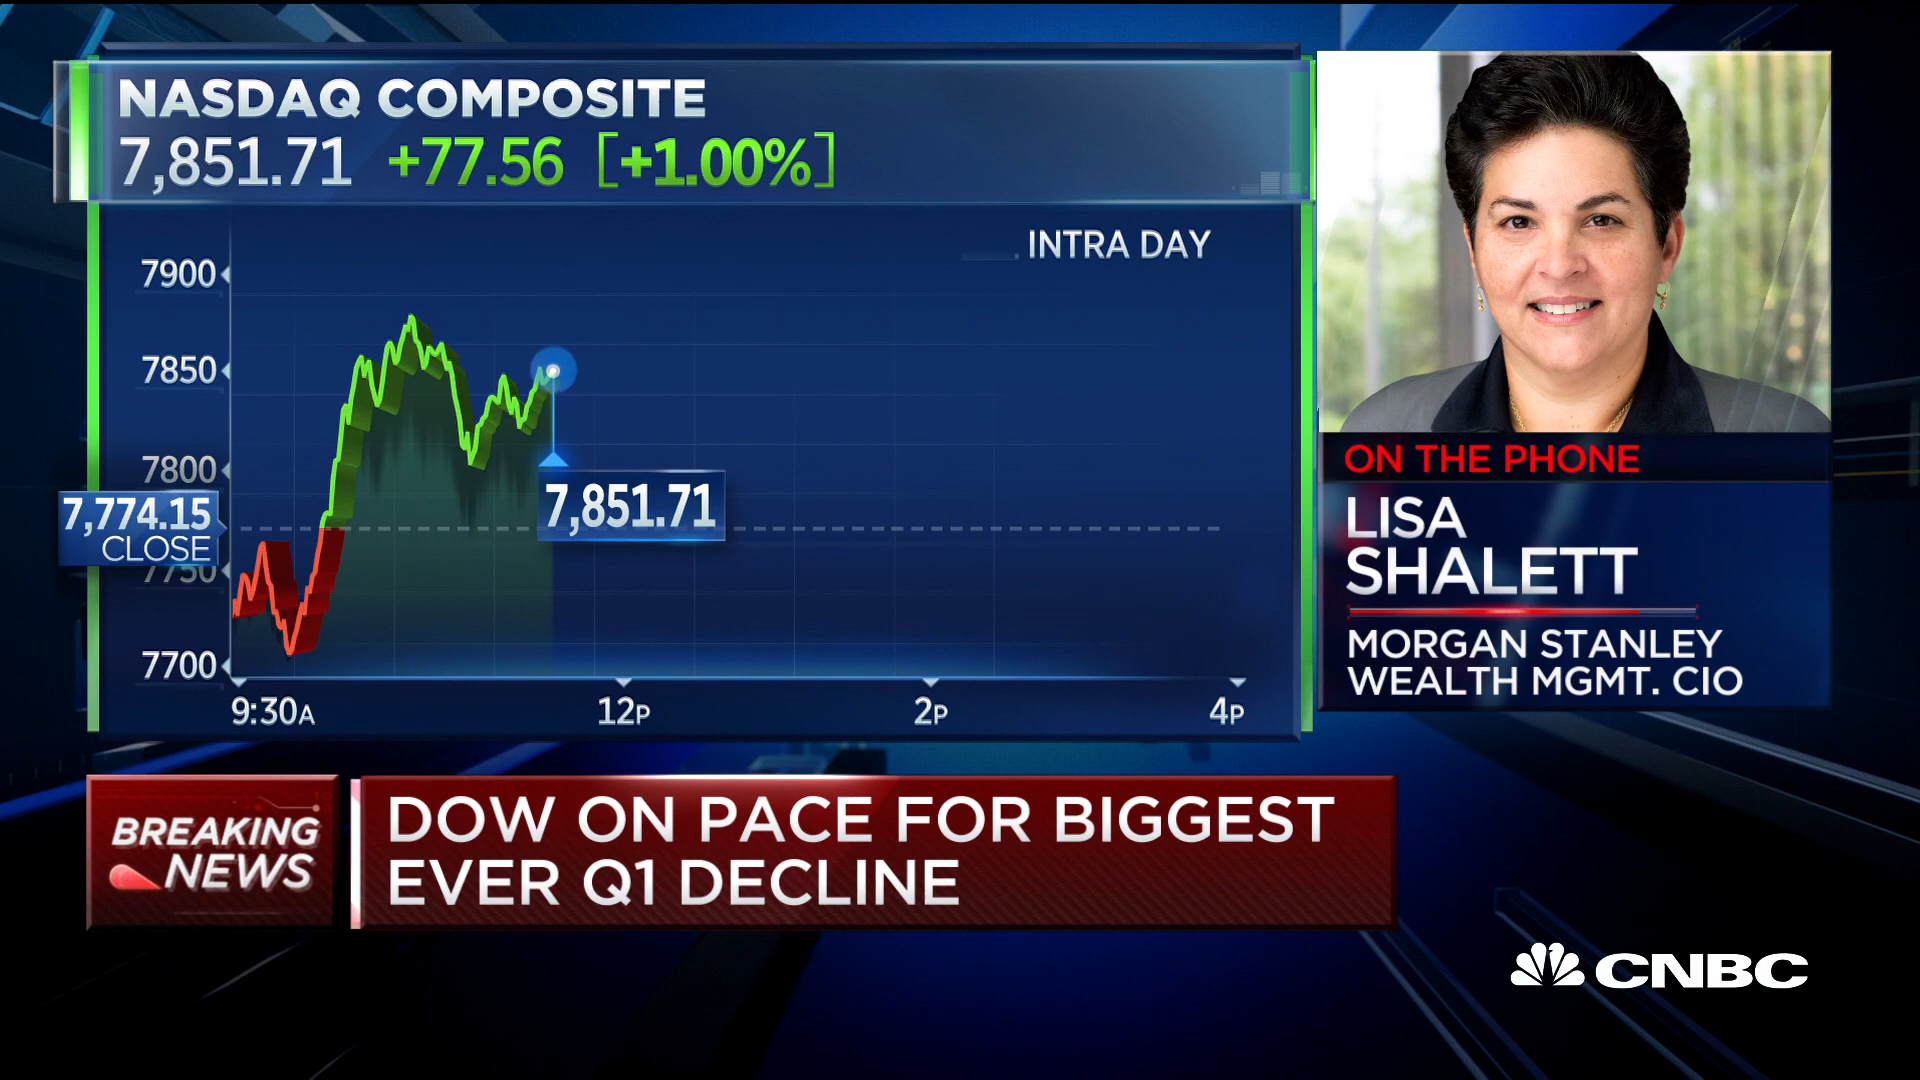 NASDAQ COMPOSITE
7,851.71 +77.56 [+1.00%]
INTRA DAY
7900
7850
7800
7,774.15
CLOSE
7750
7700
7,851.71
9:30A 12P 2P 4P
ON THE PHONE
LISA
SHALETT
MORGAN STANLEY
WEALTH MGMT. CIO
BREAKING
NEWS
DOW ON PACE FOR BIGGEST
EVER Q1 DECLINE
CNBC